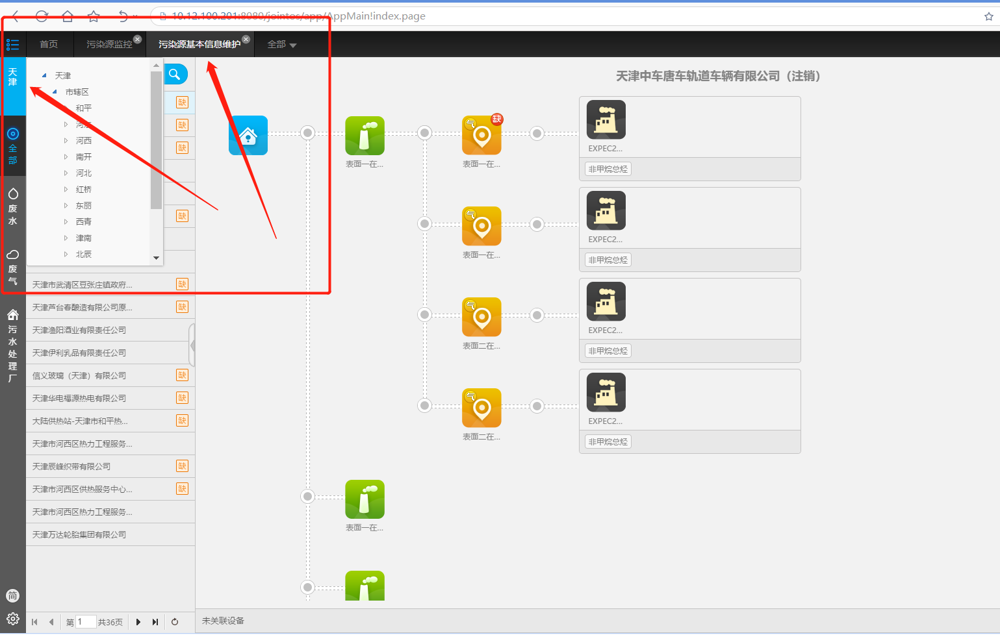 10.12.100.201:8080/jointos/app/AppMain!index.page
首页
污染源监控
污染源基本信息维护
全部
天津
全部
废水
废气
污水处理厂
简
天津
市辖区
和平
河西
南开
河北
红桥
东丽
西青
津南
北辰
缺
缺
缺
缺
天津市武清区豆张庄镇政府...
缺
天津芦台春酿造有限公司原...
缺
天津渔阳酒业有限责任公司
天津伊利乳品有限责任公司
信义玻璃（天津）有限公司
缺
天津华电福源热电有限公司
缺
大陆供热站-天津市和平热...
缺
天津市河西区热力工程服务...
天津辰峰织带有限公司
缺
天津市河西区供热服务中心...
缺
天津市河西区热力工程服务...
天津万达轮胎集团有限公司
第 1 共36页
天津中车唐车轨道车辆有限公司（注销）
表面一在...
气
缺
表面一在...
EXPEC2...
非甲烷总烃
气
表面一在...
EXPEC2...
非甲烷总烃
气
表面二在...
EXPEC2...
非甲烷总烃
气
表面二在...
EXPEC2...
非甲烷总烃
表面一在...
未关联设备